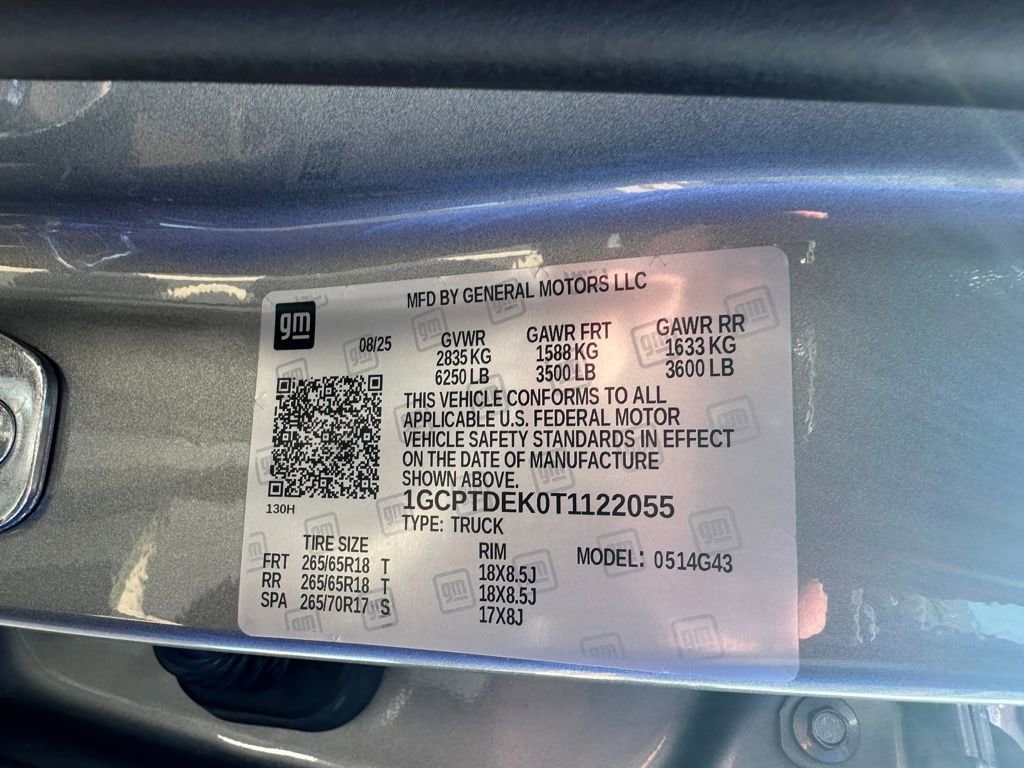 MFD BY GENERAL MOTORS LLC
gm
08/25
GVWR GAWR FRT GAWR RR
2835 KG 1588 KG 1633 KG
6250 LB 3500 LB 3600 LB
THIS VEHICLE CONFORMS TO ALL
APPLICABLE U.S. FEDERAL MOTOR
VEHICLE SAFETY STANDARDS IN EFFECT
ON THE DATE OF MANUFACTURE
SHOWN ABOVE.
1GCPTDEK0T1122055
130H
TYPE: TRUCK
TIRE SIZE RIM MODEL: 0514G43
FRT 265/65R18 T 18X8.5J
RR 265/65R18 T 18X8.5J
SPA 265/70R17 S 17X8J